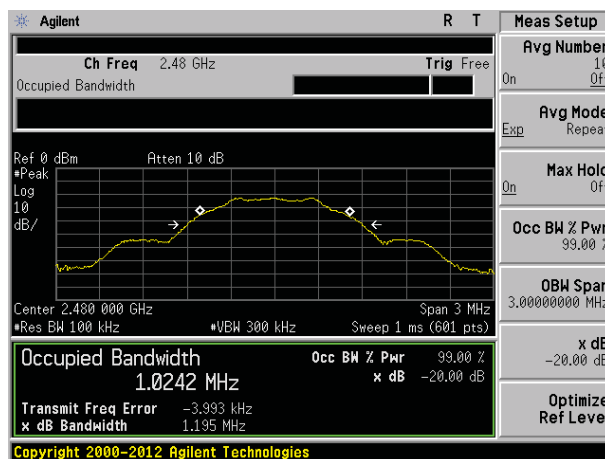 Agilent R T Meas Setup
Avg Number
10
On Off
Ch Freq 2.48 GHz Trig Free
Occupied Bandwidth
Avg Mode
Exp Repeat
Ref 0 dBm Atten 10 dB
#Peak
Log
10
dB/
Max Hold
On Off
Occ BW % Pwr
99.00 %
OBW Span
3.00000000 MHz
Center 2.480 000 GHz Span 3 MHz
#Res BW 100 kHz #VBW 300 kHz Sweep 1 ms (601 pts)
x dB
-20.00 dB
Occupied Bandwidth Occ BW % Pwr 99.00 %
1.0242 MHz x dB -20.00 dB
Transmit Freq Error -3.993 kHz
x dB Bandwidth 1.195 MHz
Optimize
Ref Level
Copyright 2000-2012 Agilent Technologies